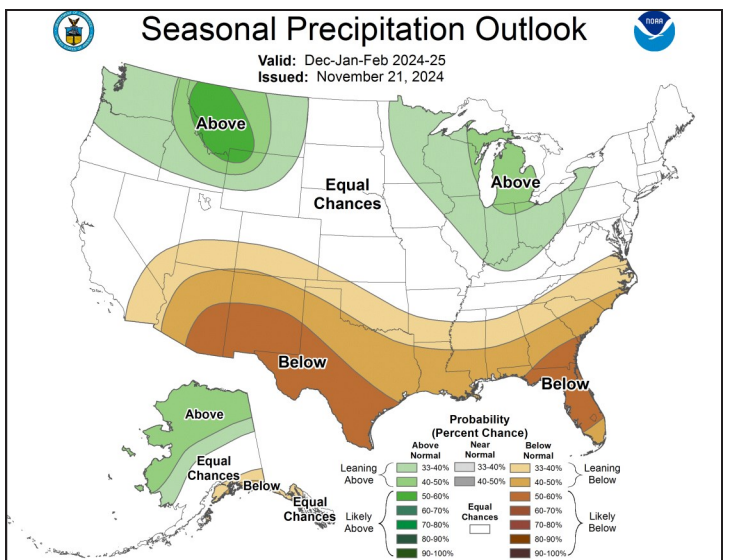 Seasonal Precipitation Outlook
NOAA
Valid: Dec-Jan-Feb 2024-25
Issued: November 21, 2024
Above
Above
Equal
Chances
Below
Below
Above
Equal
Chances
Below
Equal
Chances
Probability
(Percent Chance)
Above
Normal
Near
Normal
Below
Normal
Leaning
Above
33-40%
33-40%
33-40%
Leaning
Below
40-50%
40-50%
40-50%
Likely
Above
50-60%
50-60%
60-70%
60-70%
70-80%
70-80%
80-90%
80-90%
90-100%
90-100%
Equal
Chances
Likely
Below